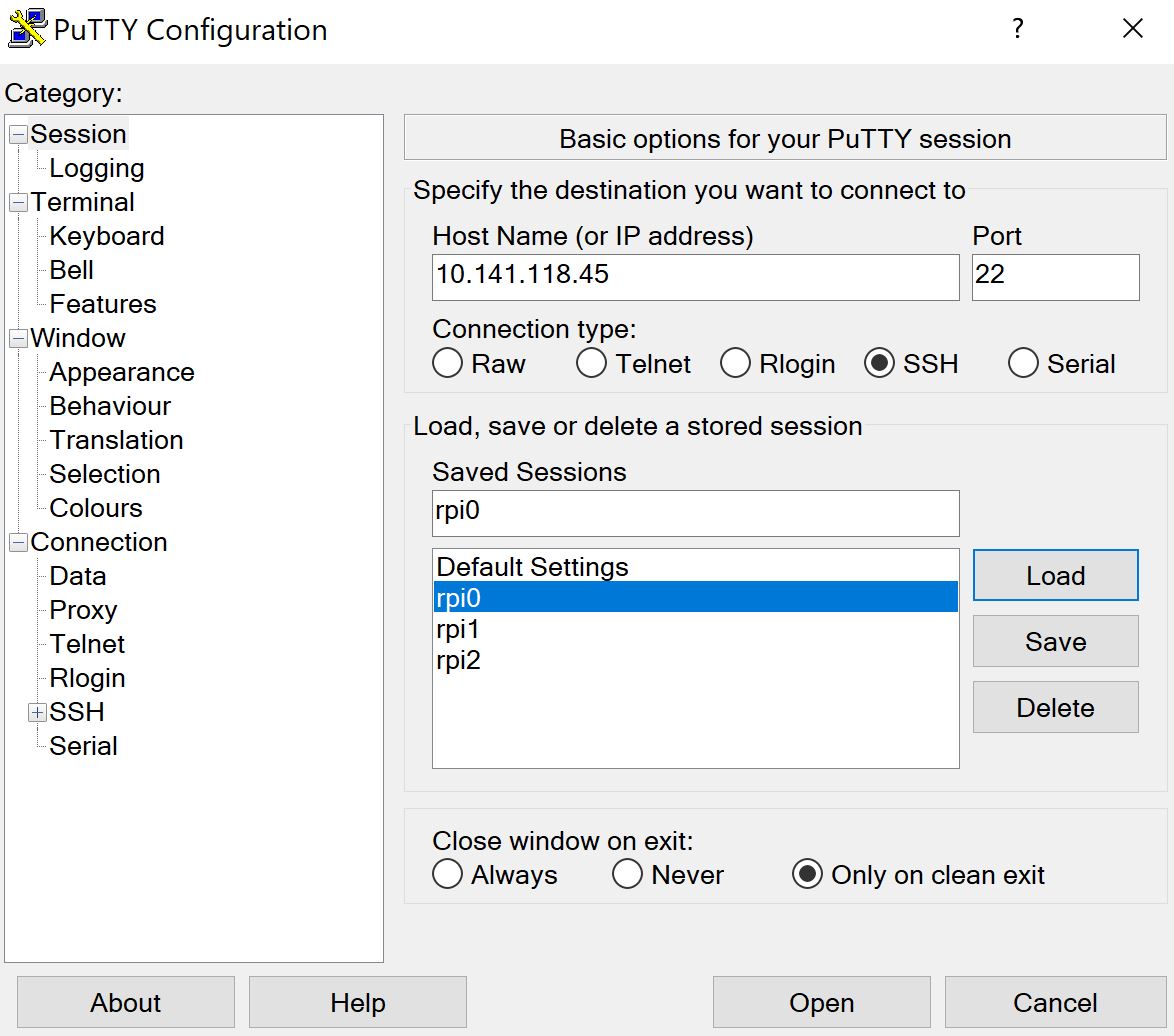 PuTTY Configuration
?
Category:
Session
Logging
Terminal
Keyboard
Bell
Features
Window
Appearance
Behaviour
Translation
Selection
Colours
Connection
Data
Proxy
Telnet
Rlogin
SSH
Serial
Basic options for your PuTTY session
Specify the destination you want to connect to
Host Name (or IP address) Port
10.141.118.45 22
Connection type:
Raw Telnet Rlogin SSH Serial
Load, save or delete a stored session
Saved Sessions
rpi0
Default Settings
rpi0
rpi1
rpi2
Load
Save
Delete
Close window on exit:
Always Never Only on clean exit
About Help Open Cancel